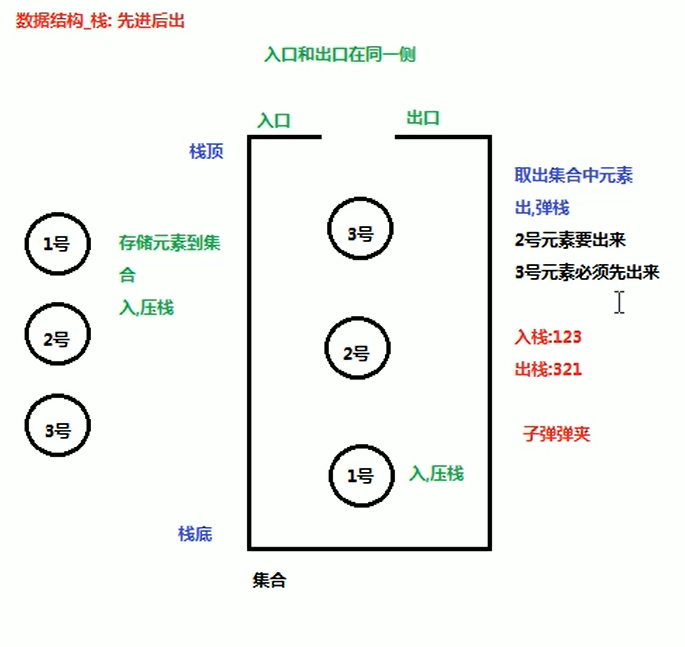 数据结构_栈: 先进后出
入口和出口在同一侧
入口
出口
栈顶
1号
2号
3号
存储元素到集
合
入,压栈
3号
2号
1号
入,压栈
栈底
集合
取出集合中元素
出,弹栈
2号元素要出来
3号元素必须先出来
入栈:123
出栈:321
子弹弹夹